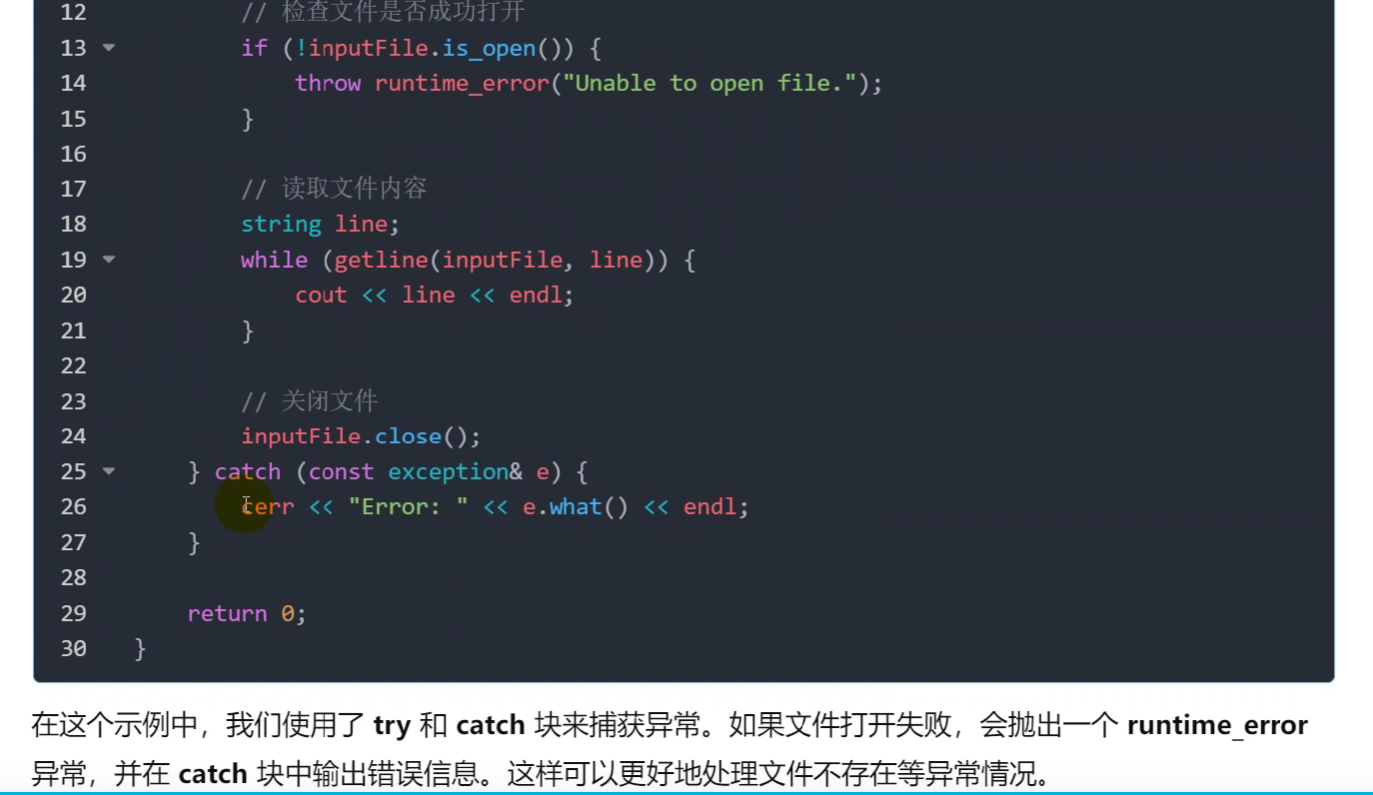 12 // 检查文件是否成功打开
13 if (!inputFile.is_open()) {
14 throw runtime_error("Unable to open file.");
15 }
16
17 // 读取文件内容
18 string line;
19 while (getline(inputFile, line)) {
20 cout << line << endl;
21 }
22
23 // 关闭文件
24 inputFile.close();
25 } catch (const exception& e) {
26 cerr << "Error: " << e.what() << endl;
27 }
28
29 return 0;
30 }
在这个示例中，我们使用了 try 和 catch 块来捕获异常。如果文件打开失败，会抛出一个 runtime_error
异常，并在 catch 块中输出错误信息。这样可以更好地处理文件不存在等异常情况。